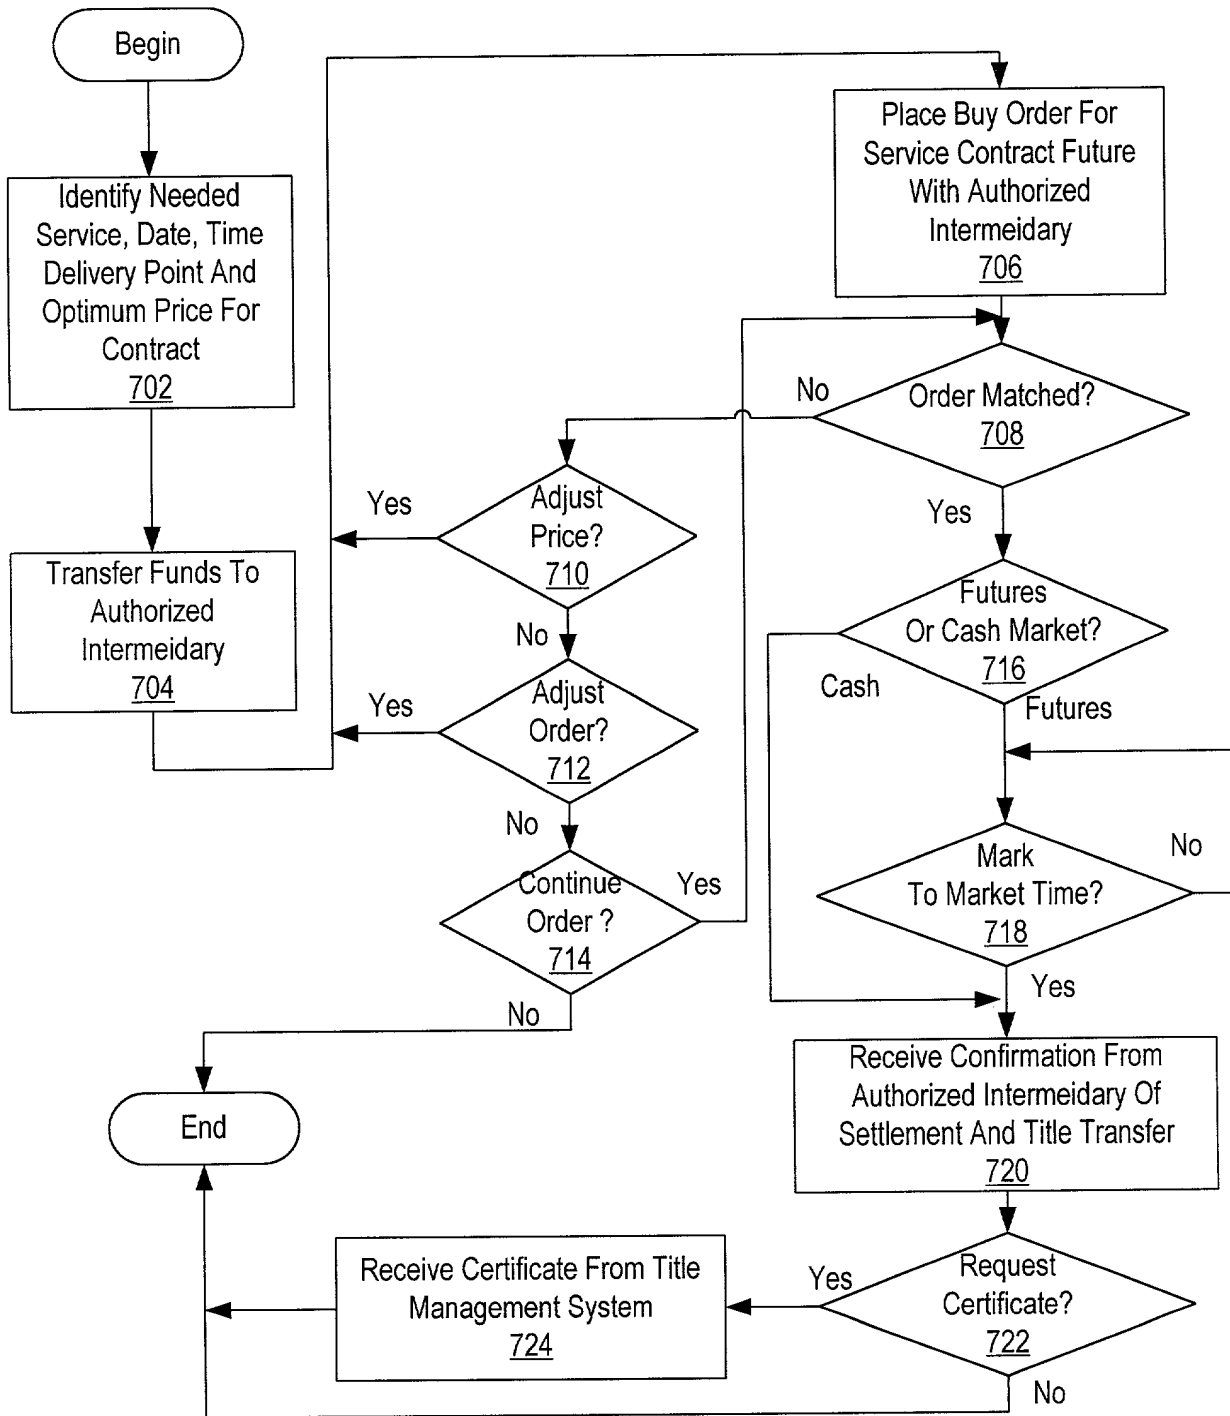 Begin
Identify Needed
Service, Date, Time
Delivery Point And
Optimum Price For
Contract
702
Transfer Funds To
Authorized
Intermeidary
704
Place Buy Order For
Service Contract Future
With Authorized
Intermeidary
706
Order Matched?
708
No
Yes
Adjust
Price?
710
Yes
No
Adjust
Order?
712
Yes
No
Continue
Order ?
714
Yes
No
Futures
Or Cash Market?
716
Cash
Futures
Mark
To Market Time?
718
No
Yes
Receive Confirmation From
Authorized Intermeidary Of
Settlement And Title Transfer
720
Request
Certificate?
722
Yes
No
Receive Certificate From Title
Management System
724
End